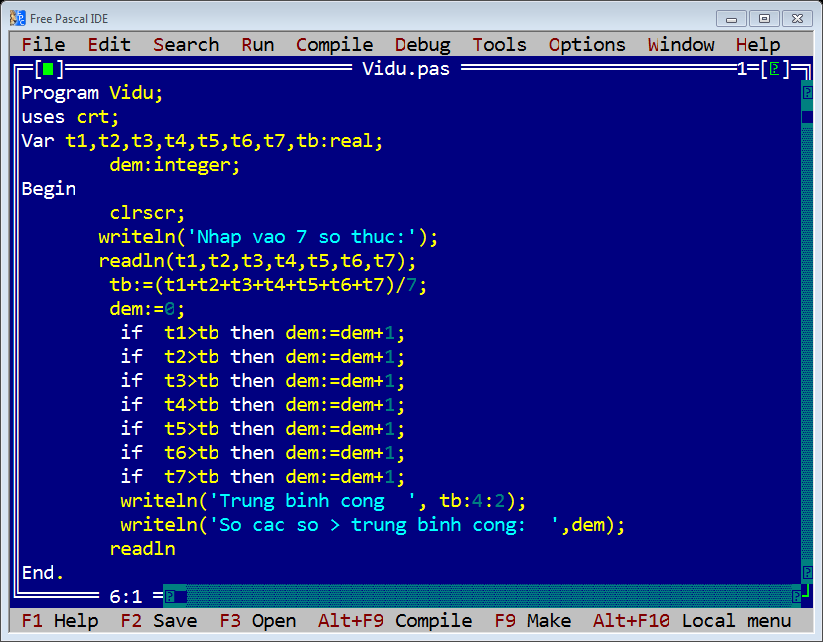 Free Pascal IDE
File Edit Search Run Compile Debug Tools Options Window Help
[■] Vidu.pas 1=[?]
Program Vidu;
uses crt;
Var t1,t2,t3,t4,t5,t6,t7,tb:real;
dem:integer;
Begin
clrscr;
writeln('Nhap vao 7 so thuc:');
readln(t1,t2,t3,t4,t5,t6,t7);
tb:=(t1+t2+t3+t4+t5+t6+t7)/7;
dem:=0;
if  t1>tb then dem:=dem+1;
if  t2>tb then dem:=dem+1;
if  t3>tb then dem:=dem+1;
if  t4>tb then dem:=dem+1;
if  t5>tb then dem:=dem+1;
if  t6>tb then dem:=dem+1;
if  t7>tb then dem:=dem+1;
writeln('Trung binh cong  ', tb:4:2);
writeln('So cac so > trung binh cong:  ',dem);
readln
End.
6:1
F1 Help F2 Save F3 Open Alt+F9 Compile F9 Make Alt+F10 Local menu